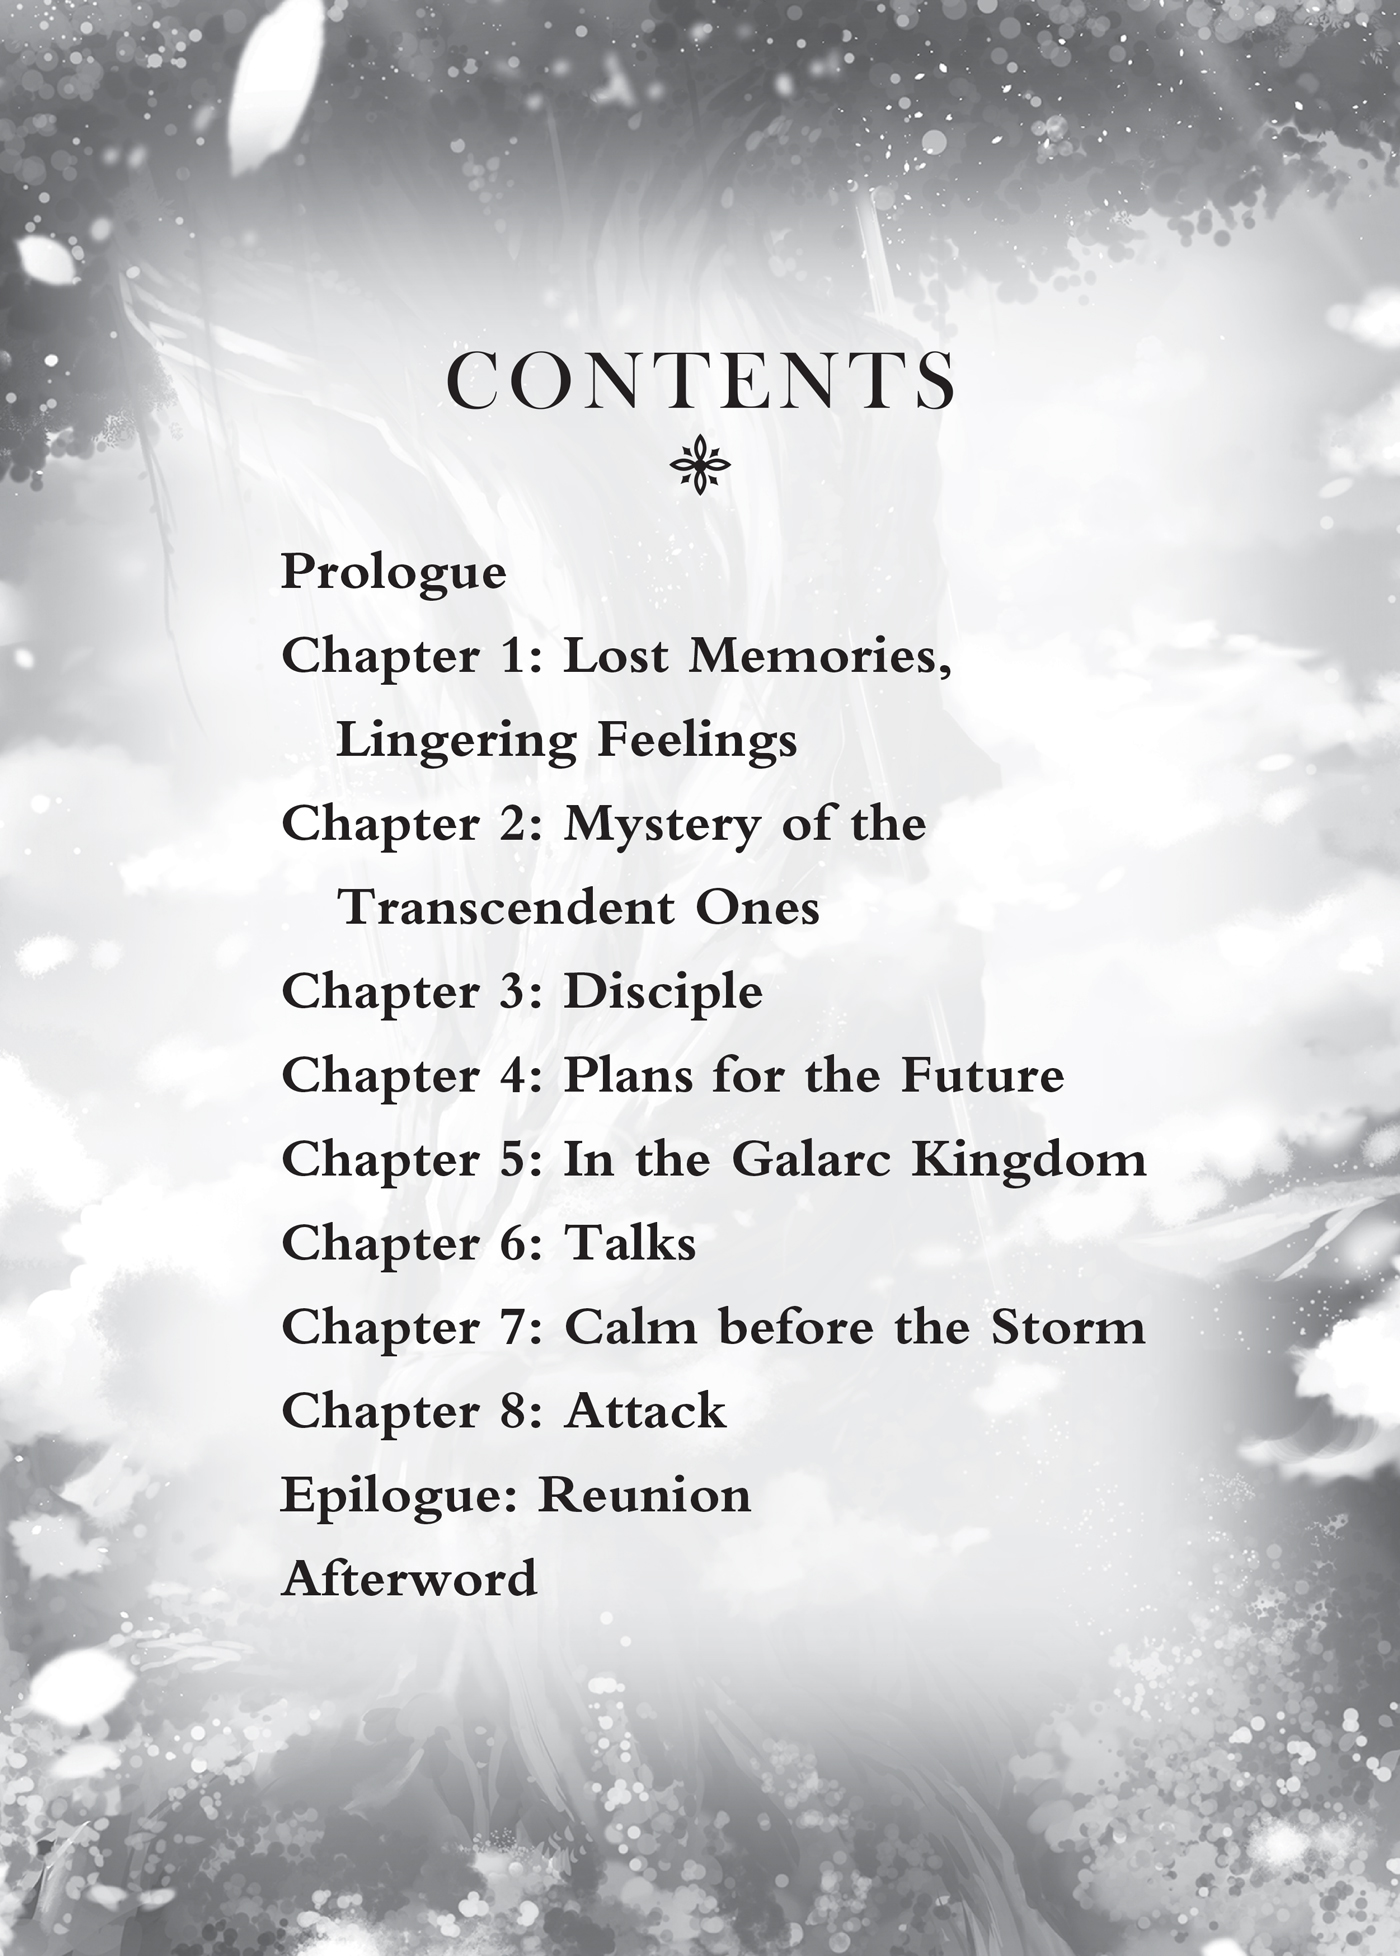 CONTENTS
Prologue
Chapter 1: Lost Memories,
Lingering Feelings
Chapter 2: Mystery of the
Transcendent Ones
Chapter 3: Disciple
Chapter 4: Plans for the Future
Chapter 5: In the Galarc Kingdom
Chapter 6: Talks
Chapter 7: Calm before the Storm
Chapter 8: Attack
Epilogue: Reunion
Afterword